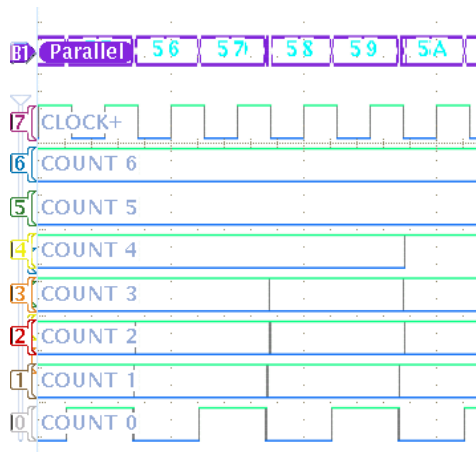 B1 Parallel 56 57 58 59 5A
7 CLOCK+
6 COUNT 6
5 COUNT 5
4 COUNT 4
3 COUNT 3
2 COUNT 2
1 COUNT 1
0 COUNT 0